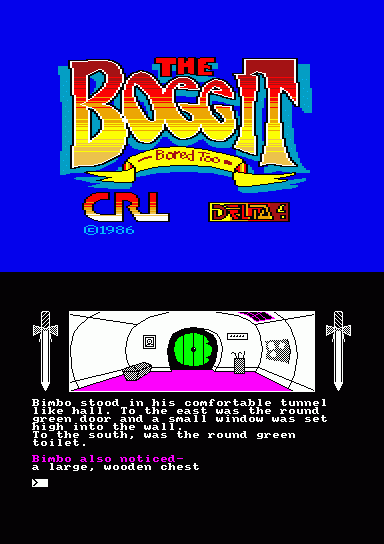 THE
BOGGIT
Bored Too
CRL
DELTA 4
©1986
Bimbo stood in his comfortable tunnel
like hall. To the east was the round
green door and a small window was set
high into the wall.
To the south, was the round green
toilet.
Bimbo also noticed-
a large, wooden chest
>